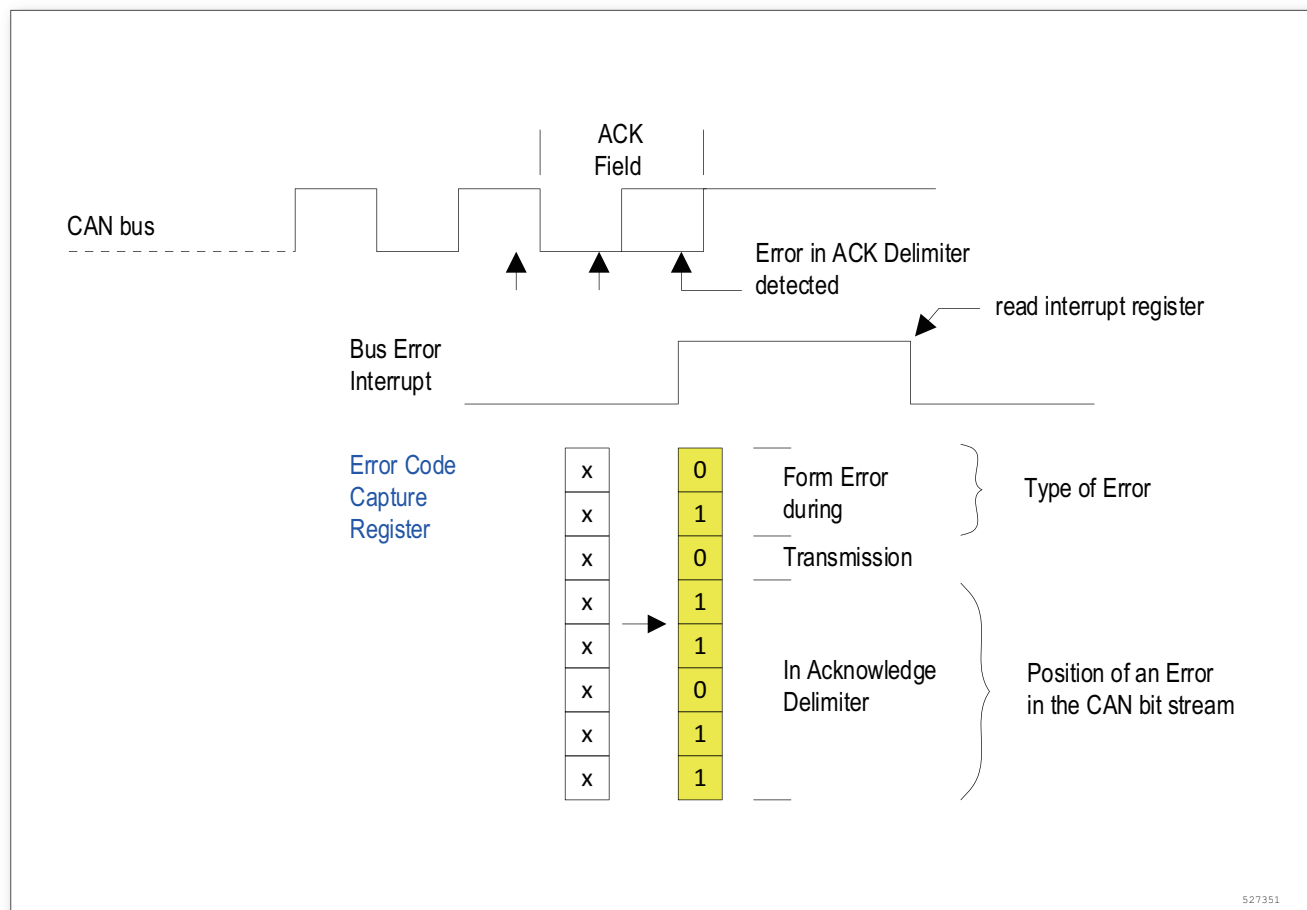 ACK
Field
CAN bus
Error in ACK Delimiter
detected
read interrupt register
Bus Error
Interrupt
Error Code
Capture
Register
x 0
x 1
x 0
x 1
x 1
x 0
x 1
x 1
Form Error
during
Transmission
In Acknowledge
Delimiter
Type of Error
Position of an Error
in the CAN bit stream
527351